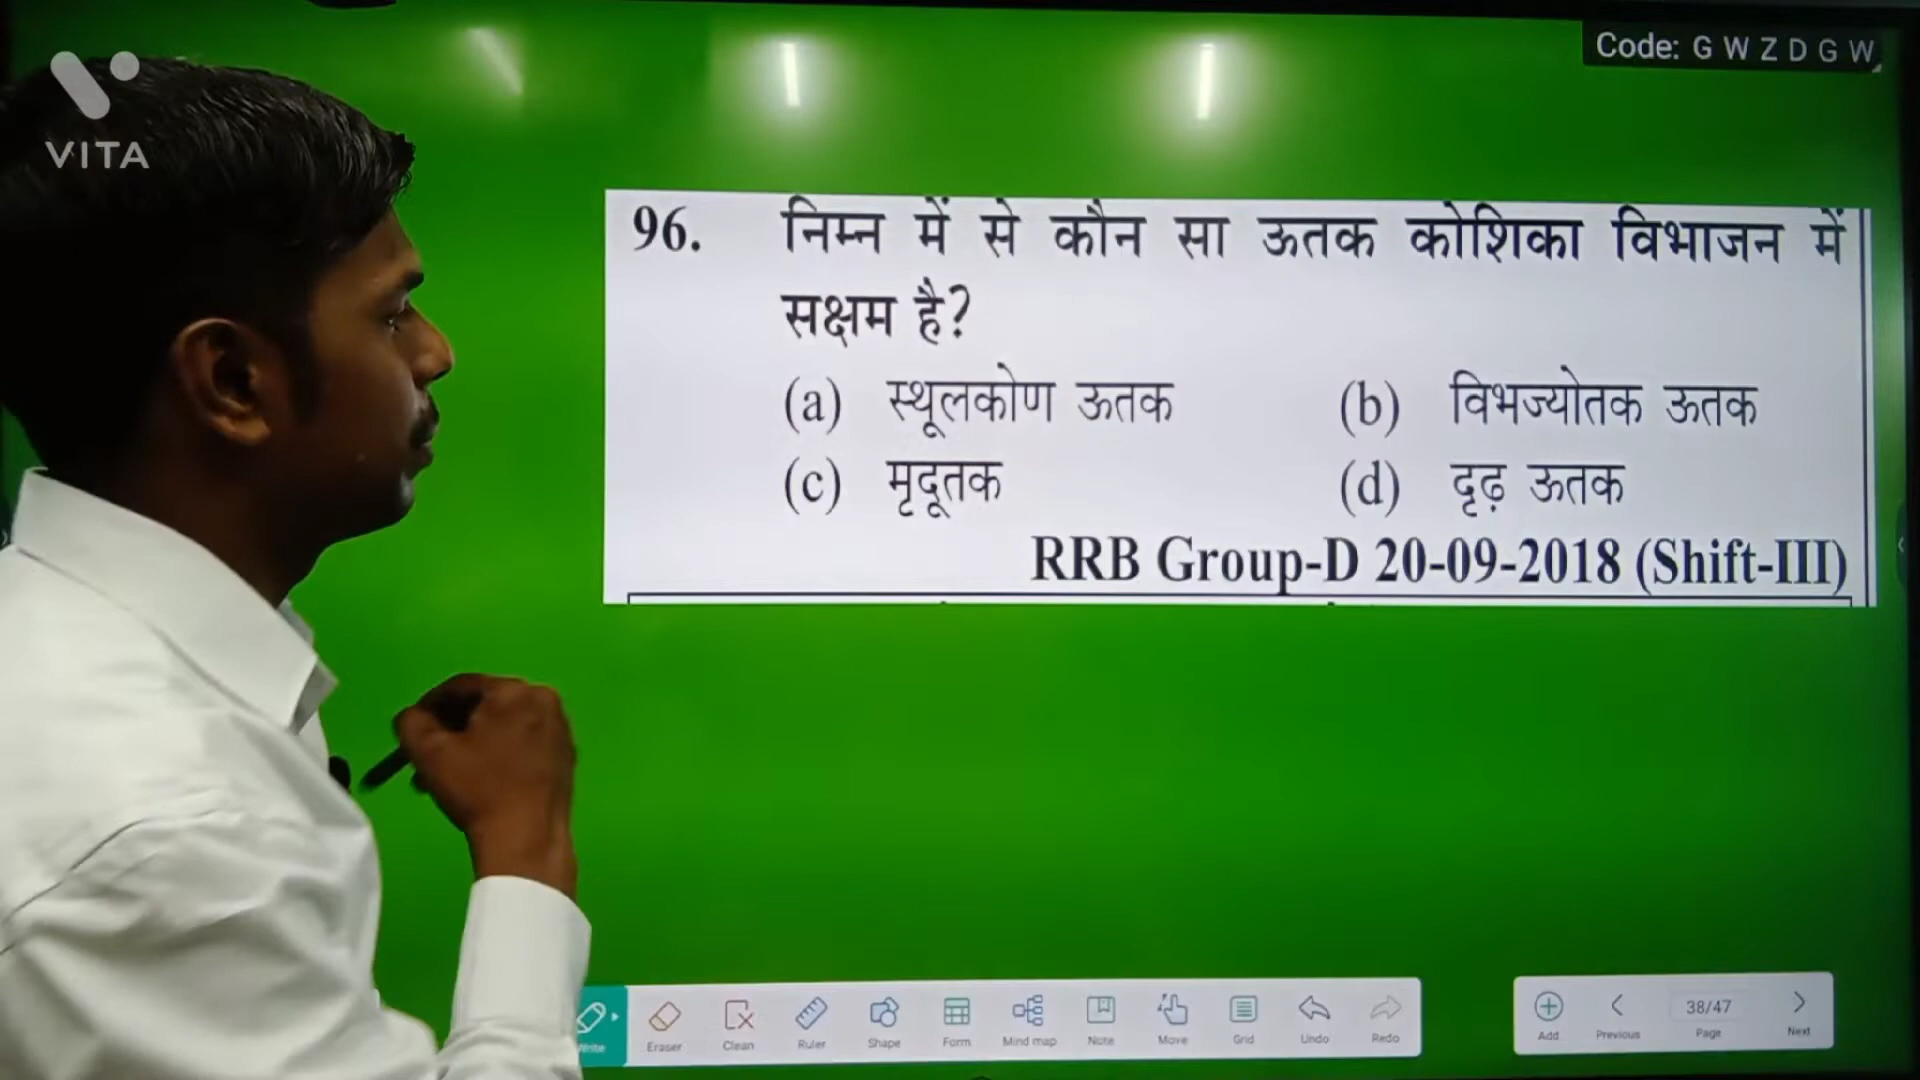 VITA
Code: G W Z D G W
96. निम्न में से कौन सा ऊतक कोशिका विभाजन में
सक्षम है?
(a) स्थूलकोण ऊतक (b) विभज्योतक ऊतक
(c) मृदूतक (d) दृढ़ ऊतक
RRB Group-D 20-09-2018 (Shift-III)
Write Eraser Clean Ruler Shape Form Mind map Note Move Grid Undo Redo
Add Previous 38/47 Page Next